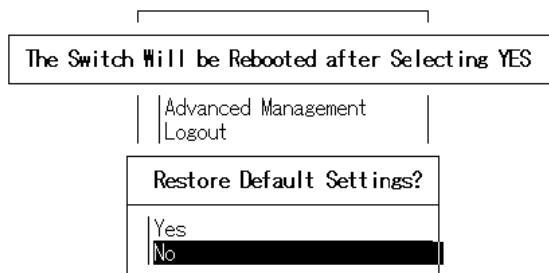 The Switch Will be Rebooted after Selecting YES
Advanced Management
Logout
Restore Default Settings?
Yes
No